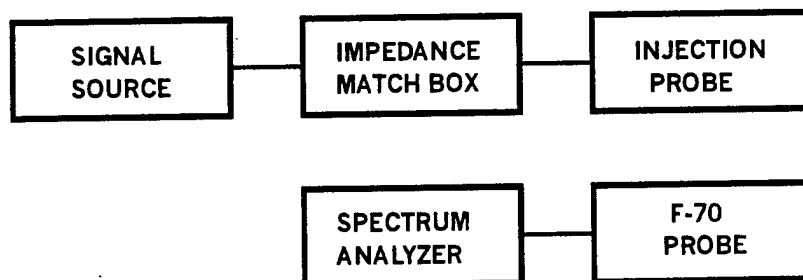 SIGNAL
SOURCE
IMPEDANCE
MATCH BOX
INJECTION
PROBE
SPECTRUM
ANALYZER
F-70
PROBE